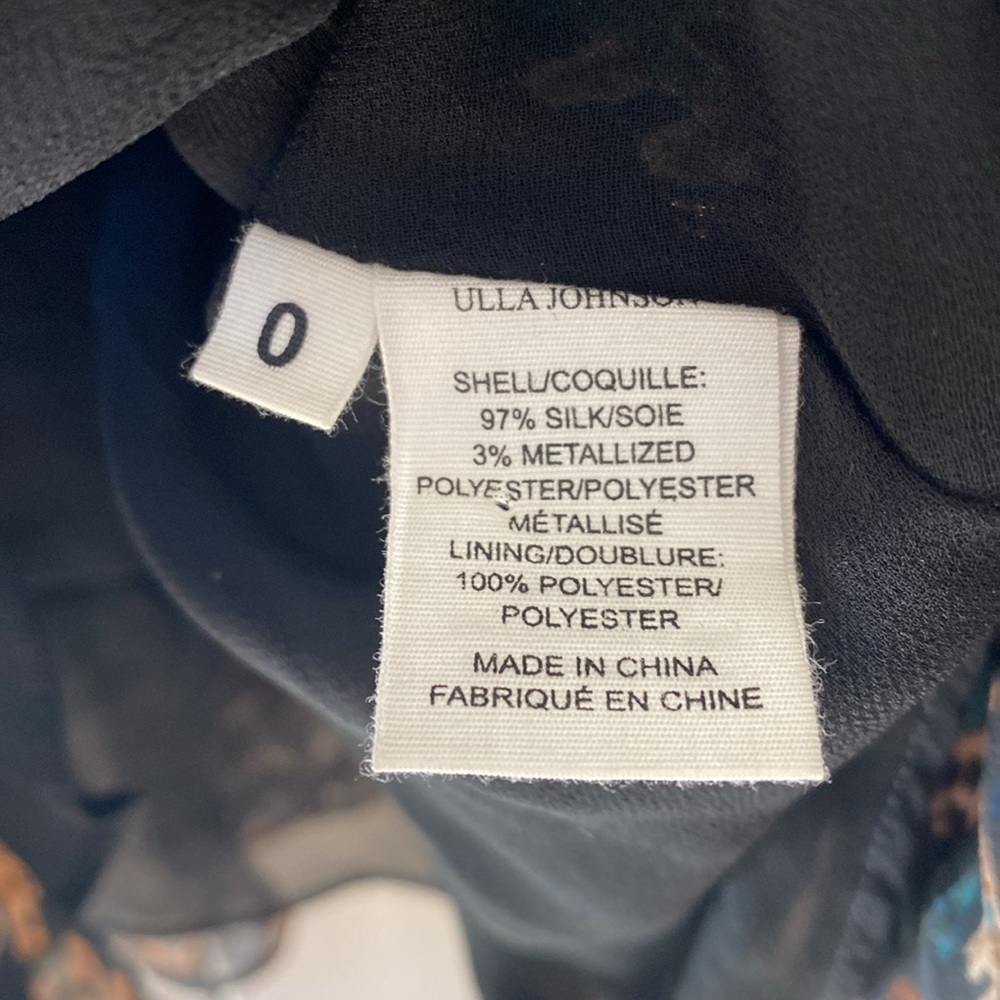 0
ULLA JOHNSON
SHELL/COQUILLE:
97% SILK/SOIE
3% METALLIZED
POLYESTER/POLYESTER
MÉTALLISÉ
LINING/DOUBLURE:
100% POLYESTER/
POLYESTER
MADE IN CHINA
FABRIQUÉ EN CHINE